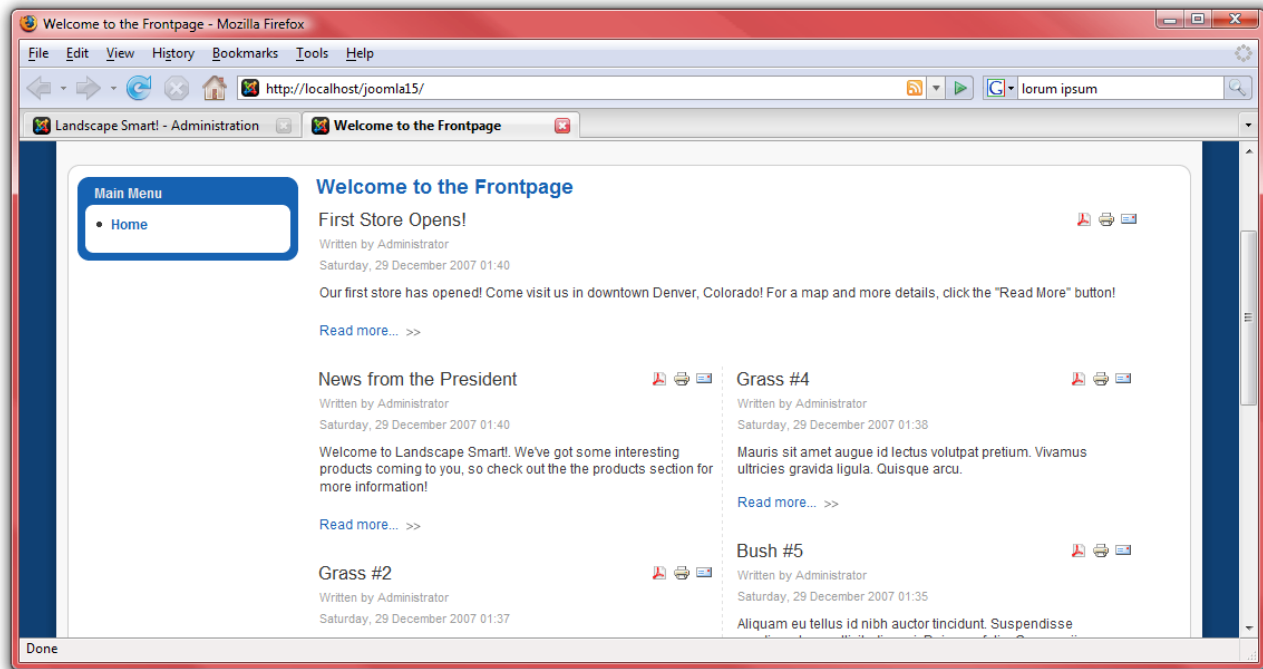 Welcome to the Frontpage - Mozilla Firefox
File Edit View History Bookmarks Tools Help
http://localhost/joomla15/
G lorum ipsum
Landscape Smart! - Administration
Welcome to the Frontpage
Main Menu
Home
Welcome to the Frontpage
First Store Opens!
Written by Administrator
Saturday, 29 December 2007 01:40
Our first store has opened! Come visit us in downtown Denver, Colorado! For a map and more details, click the "Read More" button!
Read more... >>
News from the President
Written by Administrator
Saturday, 29 December 2007 01:40
Welcome to Landscape Smart!. We've got some interesting
products coming to you, so check out the the products section for
more information!
Read more... >>
Grass #2
Written by Administrator
Saturday, 29 December 2007 01:37
Grass #4
Written by Administrator
Saturday, 29 December 2007 01:38
Mauris sit amet augue id lectus volutpat pretium. Vivamus
ultricies gravida ligula. Quisque arcu.
Read more... >>
Bush #5
Written by Administrator
Saturday, 29 December 2007 01:35
Aliquam eu tellus id nibh auctor tincidunt. Suspendisse
Done